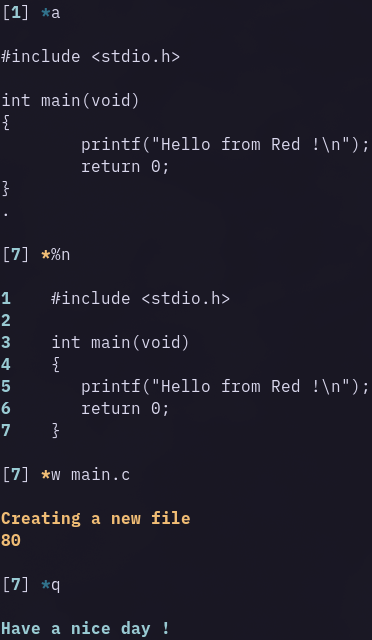 [1] *a
#include <stdio.h>
int main(void)
{
printf("Hello from Red !\n");
return 0;
}
.
[7] *%n
1 #include <stdio.h>
2
3 int main(void)
4 {
5 printf("Hello from Red !\n");
6 return 0;
7 }
[7] *w main.c
Creating a new file
80
[7] *q
Have a nice day !